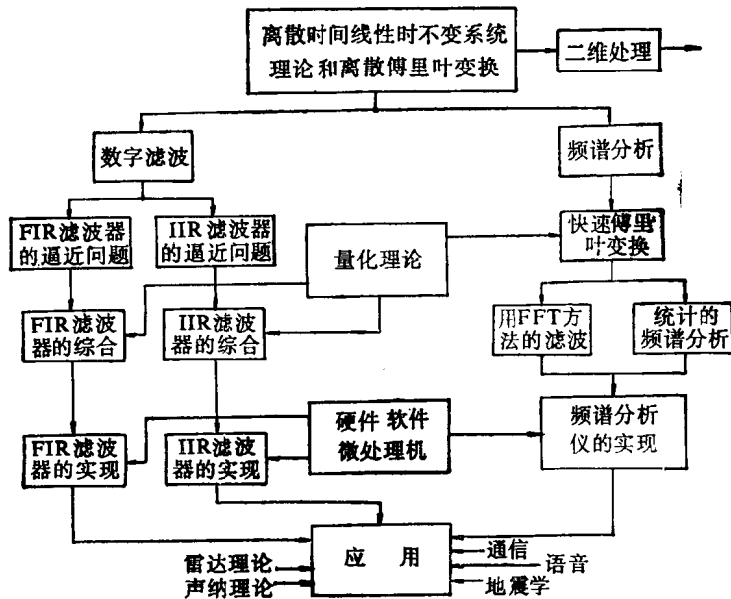 离散时间线性时不变系统
理论和离散傅里叶变换
二维处理
数字滤波
频谱分析
FIR滤波器
的逼近问题
IIR滤波器
的逼近问题
量化理论
快速傅里
叶变换
FIR滤波
器的综合
IIR滤波
器的综合
用FFT方
法的滤波
统计的
频谱分析
FIR滤波
器的实现
IIR滤波
器的实现
硬件 软件
微处理机
频谱分析
仪的实现
应 用
雷达理论
声纳理论
通信
语音
地震学